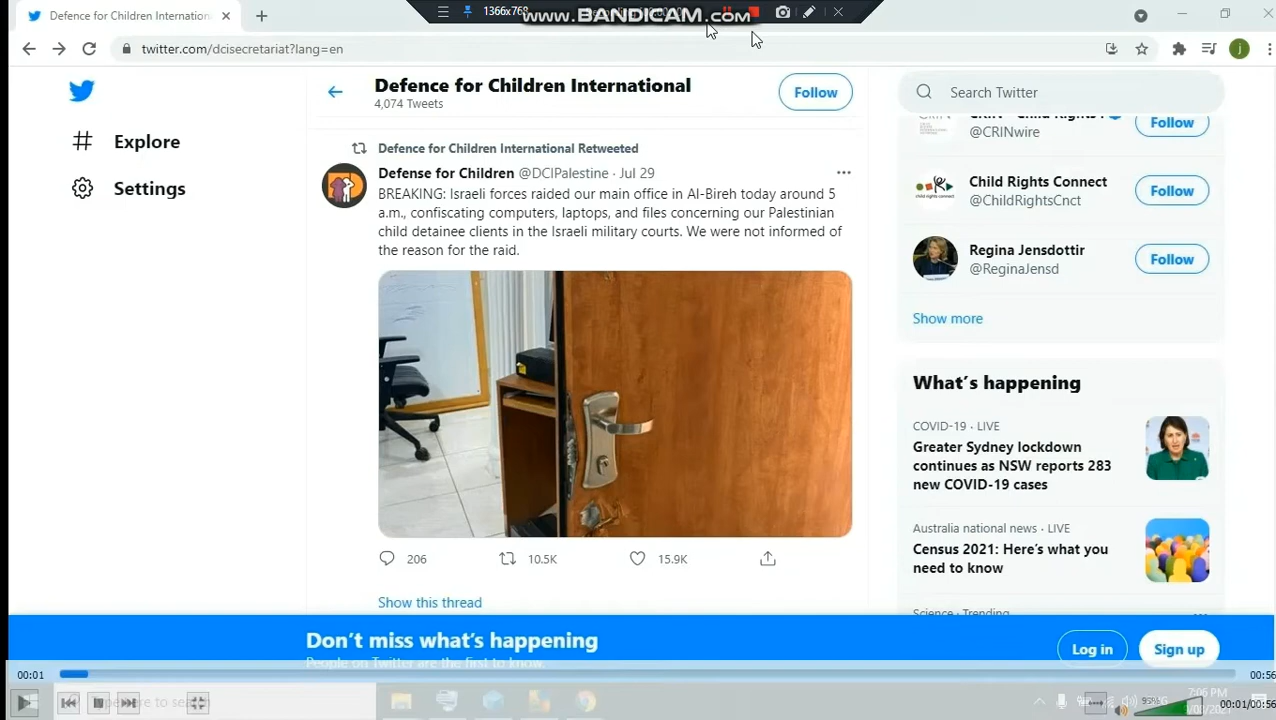 Defence for Children Internation
1366x768
www.BANDICAM.com
twitter.com/dcisecretariat?lang=en
j
Defence for Children International
4,074 Tweets
Follow
Search Twitter
Explore
Settings
Defence for Children International Retweeted
Defense for Children @DCIPalestine · Jul 29
BREAKING: Israeli forces raided our main office in Al-Bireh today around 5
a.m., confiscating computers, laptops, and files concerning our Palestinian
child detainee clients in the Israeli military courts. We were not informed of
the reason for the raid.
206
10.5K
15.9K
Show this thread
@CRINwire
Follow
Child Rights Connect
@ChildRightsCnct
Follow
Regina Jensdottir
@ReginaJensd
Follow
Show more
What's happening
COVID-19 · LIVE
Greater Sydney lockdown
continues as NSW reports 283
new COVID-19 cases
Australia national news · LIVE
Census 2021: Here's what you
need to know
Science · Trending
Don't miss what's happening
People on Twitter are the first to know.
Log in
Sign up
00:01
00:56
7:06 PM
95%
00:01/00:56